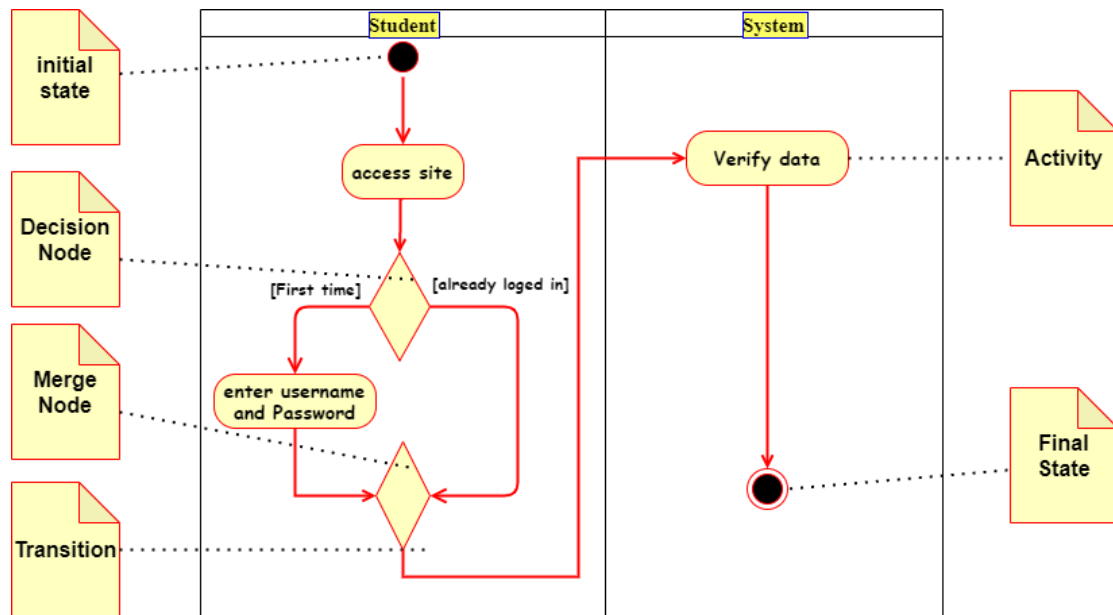 Student
System
initial
state
access site
Verify data
Activity
Decision
Node
[First time]
[already loged in]
Merge
Node
enter username
and Password
Final
State
Transition